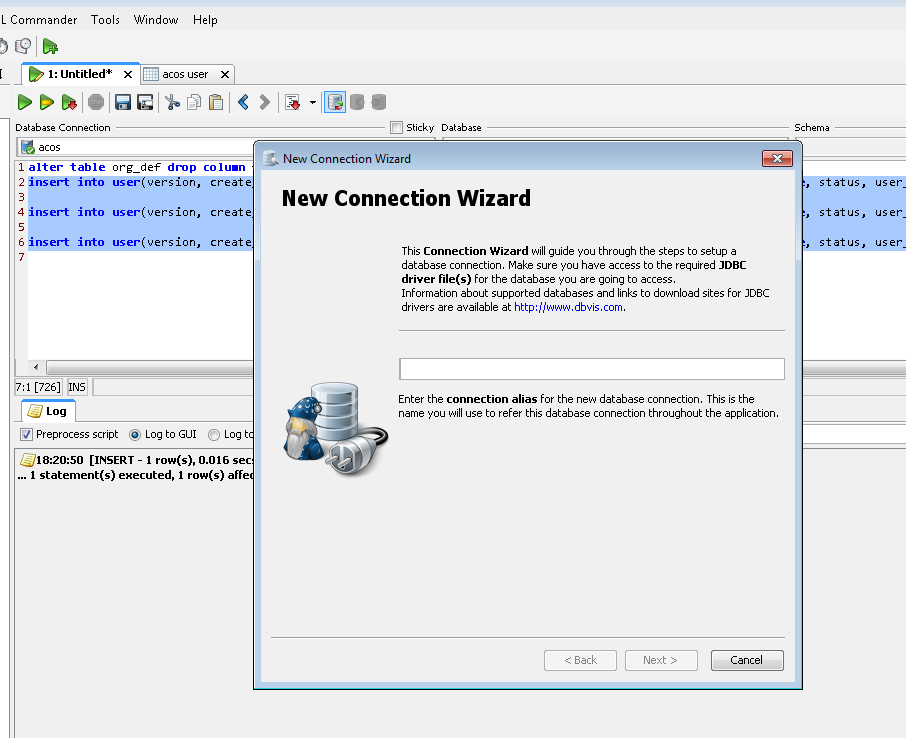 L Commander Tools Window Help
1: Untitled* acos user
Database Connection Sticky Database Schema
acos
New Connection Wizard
1 alter table org_def drop column
2 insert into user(version, create_ , status, user_
3
4 insert into user(version, create_ , status, user_
5
6 insert into user(version, create_ , status, user_
7
New Connection Wizard
This Connection Wizard will guide you through the steps to setup a
database connection. Make sure you have access to the required JDBC
driver file(s) for the database you are going to access.
Information about supported databases and links to download sites for JDBC
drivers are available at http://www.dbvis.com.
Enter the connection alias for the new database connection. This is the
name you will use to refer this database connection throughout the application.
7:1 [726] INS
Log
Preprocess script Log to GUI Log to
18:20:50 [INSERT - 1 row(s), 0.016 secs
... 1 statement(s) executed, 1 row(s) affec
< Back Next > Cancel